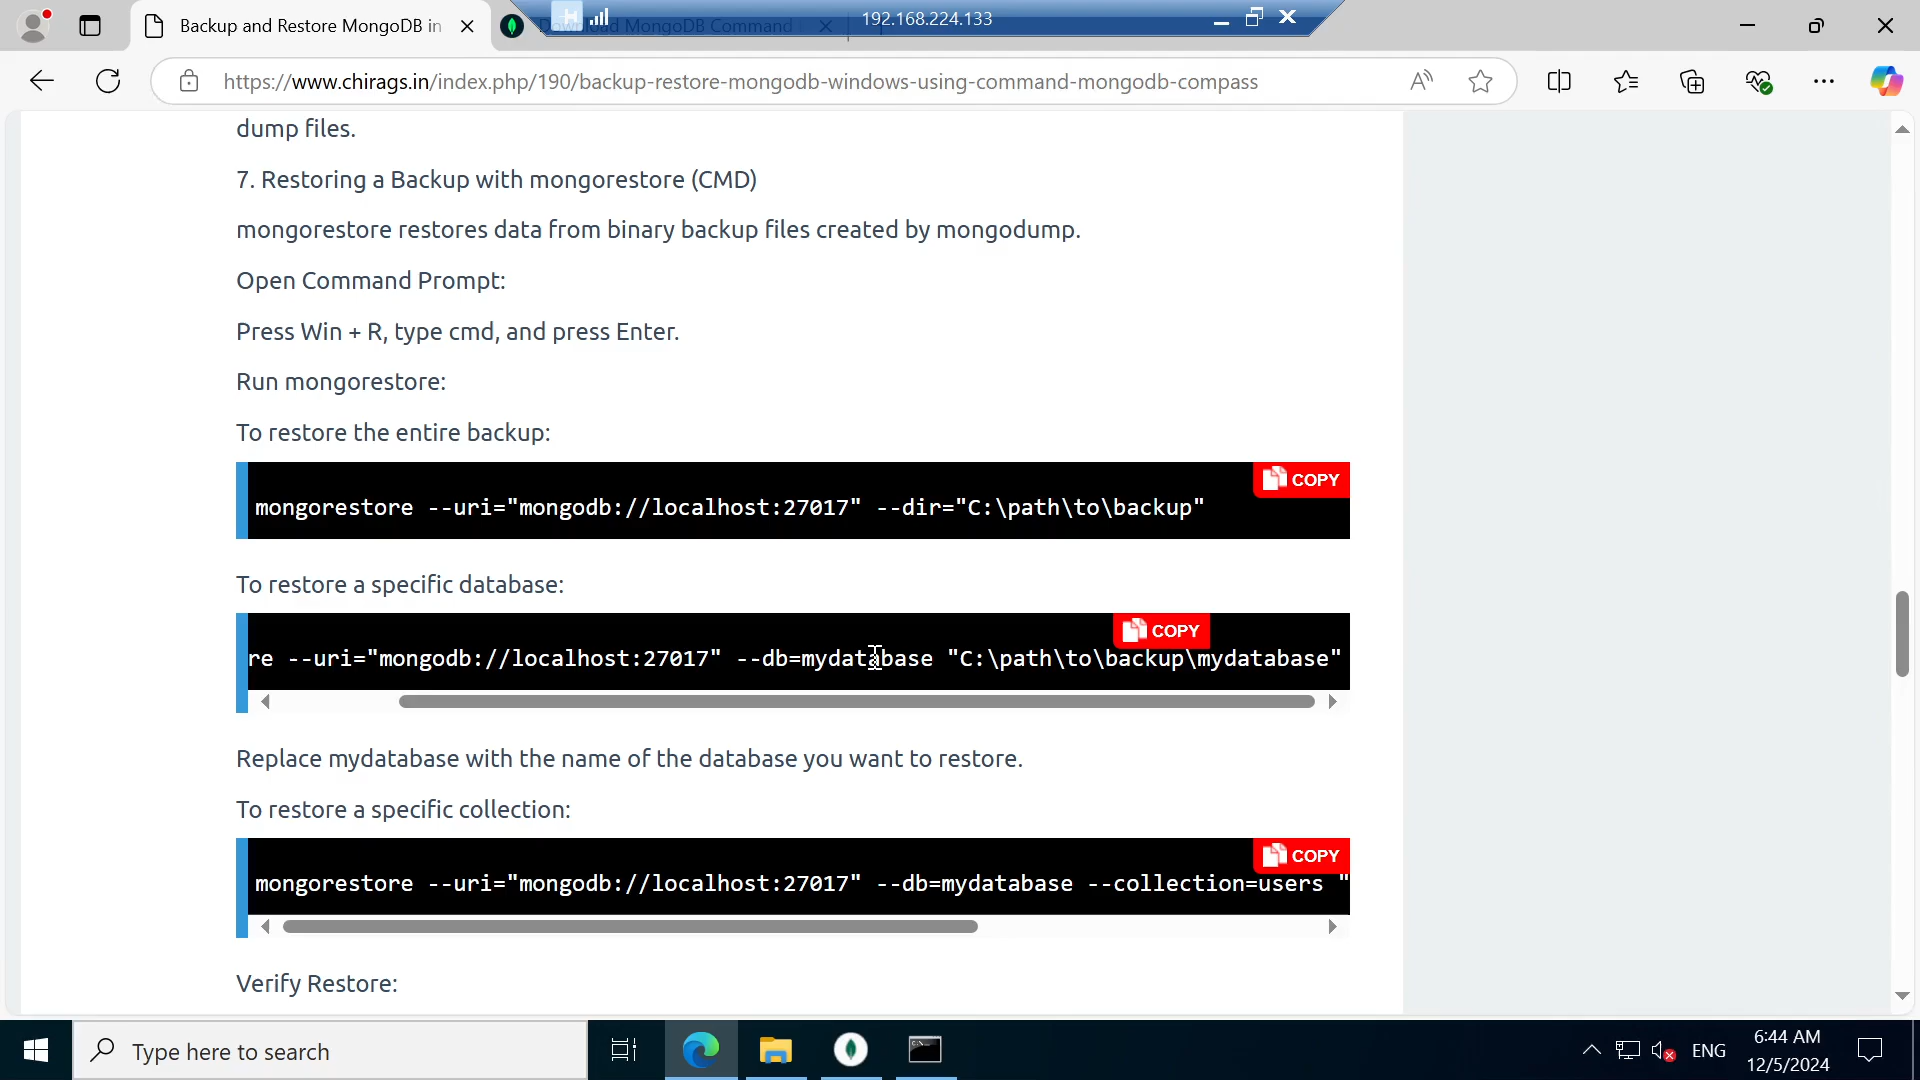 Backup and Restore MongoDB in
Download MongoDB Command
192.168.224.133
https://www.chirags.in/index.php/190/backup-restore-mongodb-windows-using-command-mongodb-compass
dump files.
7. Restoring a Backup with mongorestore (CMD)
mongorestore restores data from binary backup files created by mongodump.
Open Command Prompt:
Press Win + R, type cmd, and press Enter.
Run mongorestore:
To restore the entire backup:
COPY
mongorestore --uri="mongodb://localhost:27017" --dir="C:\path\to\backup"
To restore a specific database:
COPY
re --uri="mongodb://localhost:27017" --db=mydatabase "C:\path\to\backup\mydatabase"
Replace mydatabase with the name of the database you want to restore.
To restore a specific collection:
COPY
mongorestore --uri="mongodb://localhost:27017" --db=mydatabase --collection=users "
Verify Restore:
Type here to search
ENG
6:44 AM
12/5/2024